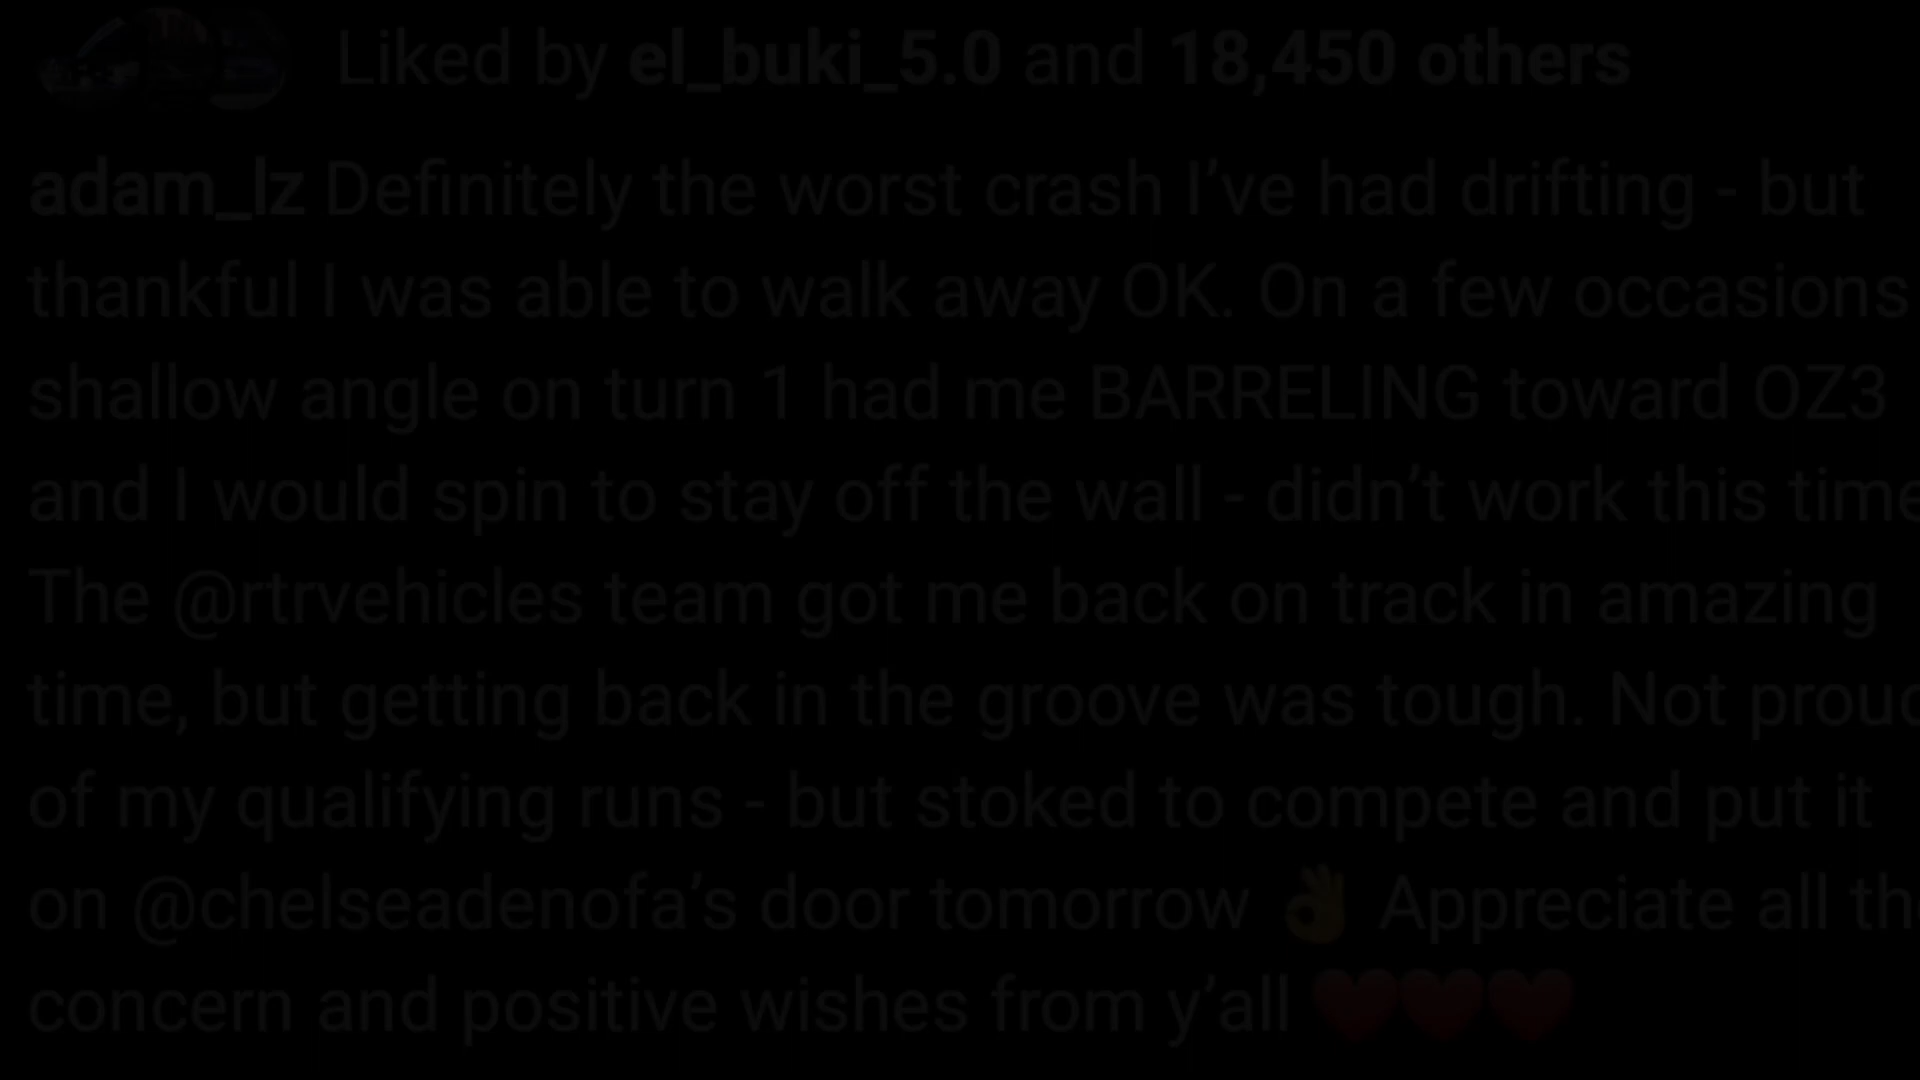 Liked by el_buki_5.0 and 18,450 others
adam_lz Definitely the worst crash I’ve had drifting - but
thankful I was able to walk away OK. On a few occasions
shallow angle on turn 1 had me BARRELING toward OZ3
and I would spin to stay off the wall - didn’t work this time
The @rtrvehicles team got me back on track in amazing
time, but getting back in the groove was tough. Not proud
of my qualifying runs - but stoked to compete and put it
on @chelseadenofa’s door tomorrow 👌 Appreciate all th
concern and positive wishes from y’all ❤️❤️❤️